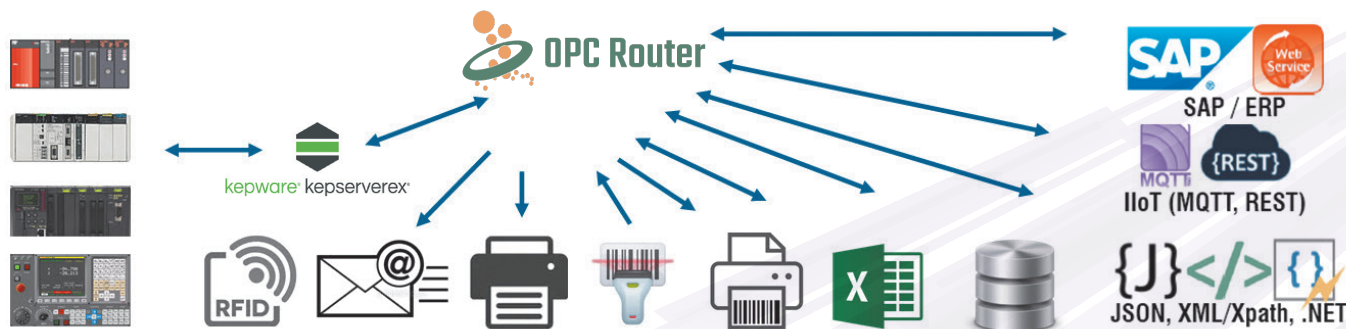 OPC Router
SAP
Web
Service
SAP / ERP
kepware® kepserverex®
MQTT
{REST}
IIoT (MQTT, REST)
@
RFID
X
{J}
</>
{ }
JSON, XML/Xpath, .NET